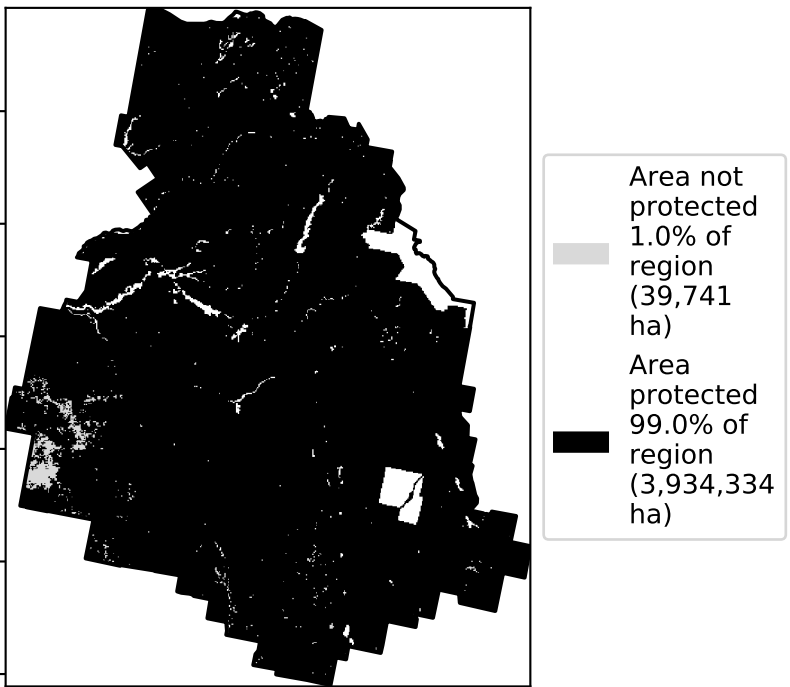 Area not
protected
1.0% of
region
(39,741
ha)
Area
protected
99.0% of
region
(3,934,334
ha)